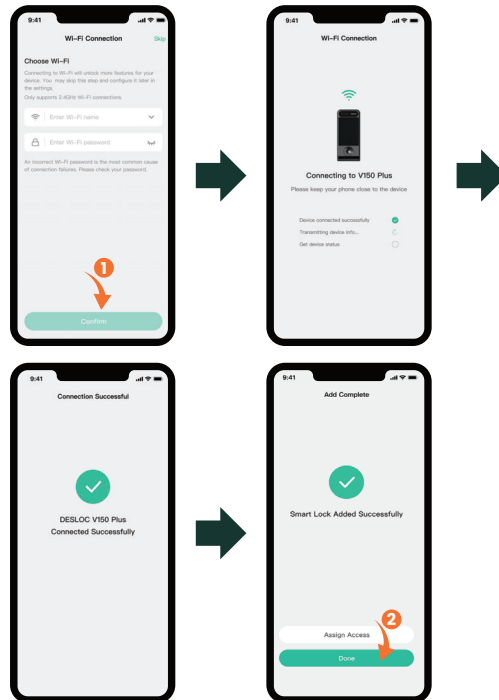 9:41
Wi-Fi Connection
Skip
Choose Wi-Fi
Connecting to Wi-Fi will unlock more features for your
device. You may skip this step and configure it later in
the settings.
Only supports 2.4GHz Wi-Fi connections.
Enter Wi-Fi name
Enter Wi-Fi password
An incorrect Wi-Fi password is the most common cause
of connection failures. Please check your password.
1
Confirm
9:41
Wi-Fi Connection
Connecting to V150 Plus
Please keep your phone close to the device
Device connected successfully
Transmitting device info...
Get device status
9:41
Connection Successful
DESLOC V150 Plus
Connected Successfully
9:41
Add Complete
Smart Lock Added Successfully
2
Assign Access
Done